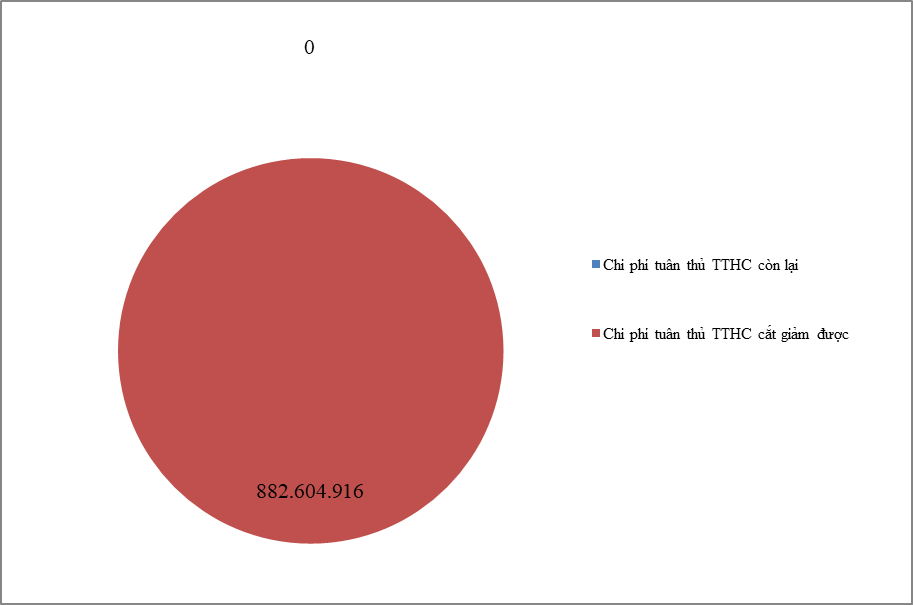 0
Chi phí tuân thủ TTHC còn lại
Chi phí tuân thủ TTHC cắt giảm được
882.604.916